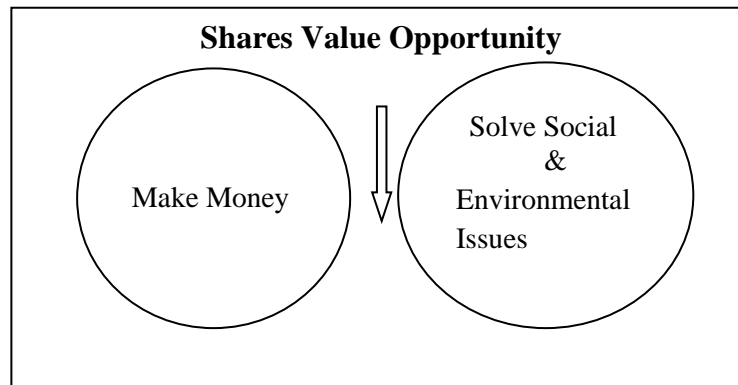 Shares Value Opportunity
Make Money
Solve Social
&
Environmental
Issues